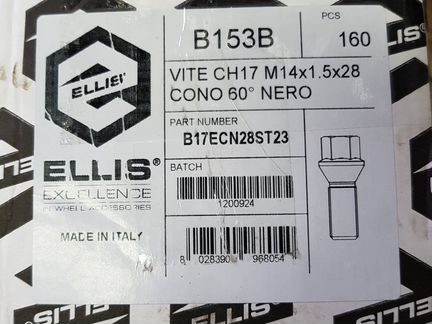 ELLIS®
B153B
PCS
160
VITE CH17 M14x1.5x28
CONO 60° NERO
PART NUMBER
B17ECN28ST23
BATCH
1200924
8 028390 968054
ELLIS®
EXCELLENCE
IN WHEEL ACCESSORIES
MADE IN ITALY
ELLIS